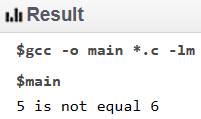 Result
$gcc -o main *.c -lm
$main
5 is not equal 6